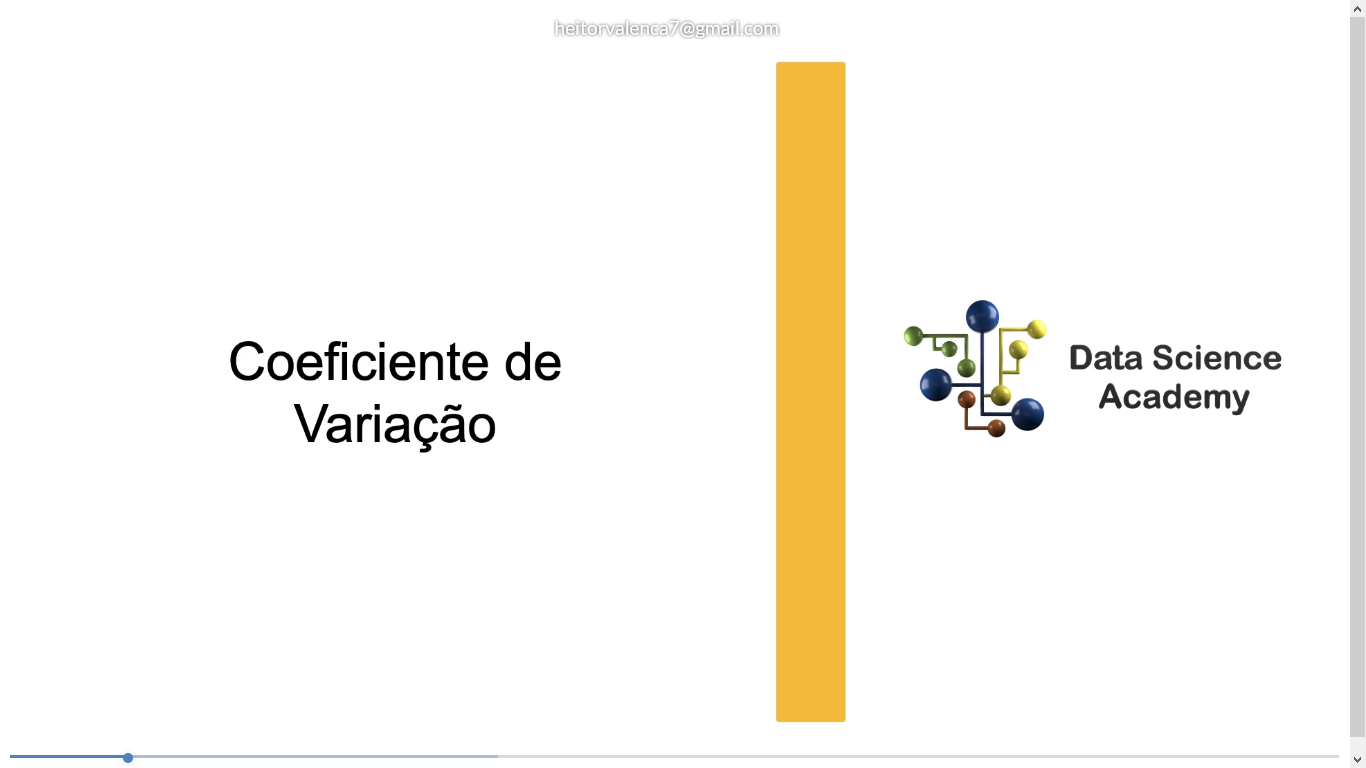 heitorvalenca7@gmail.com
Coeficiente de
Variação
Data Science
Academy